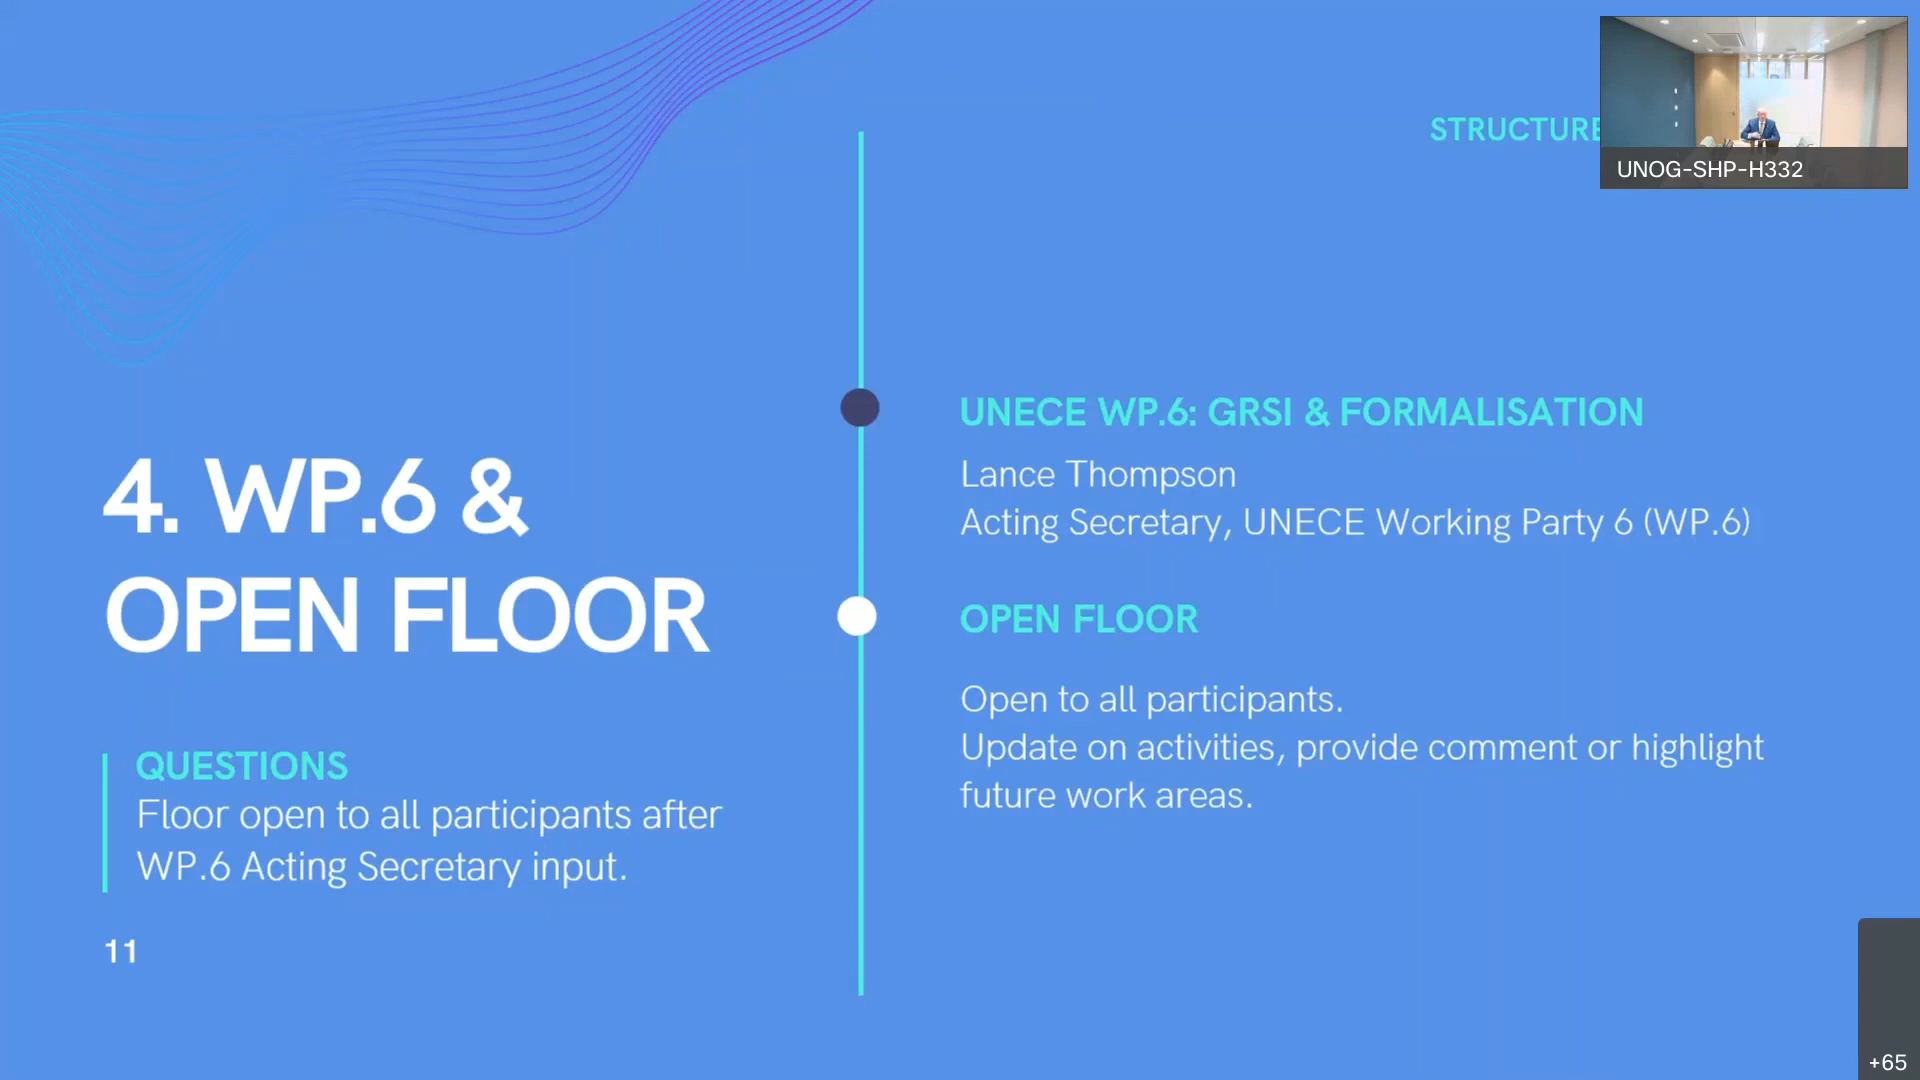 STRUCTURE
UNOG-SHP-H332
4. WP.6 &
OPEN FLOOR
QUESTIONS
Floor open to all participants after
WP.6 Acting Secretary input.
11
UNECE WP.6: GRSI & FORMALISATION
Lance Thompson
Acting Secretary, UNECE Working Party 6 (WP.6)
OPEN FLOOR
Open to all participants.
Update on activities, provide comment or highlight
future work areas.
+65